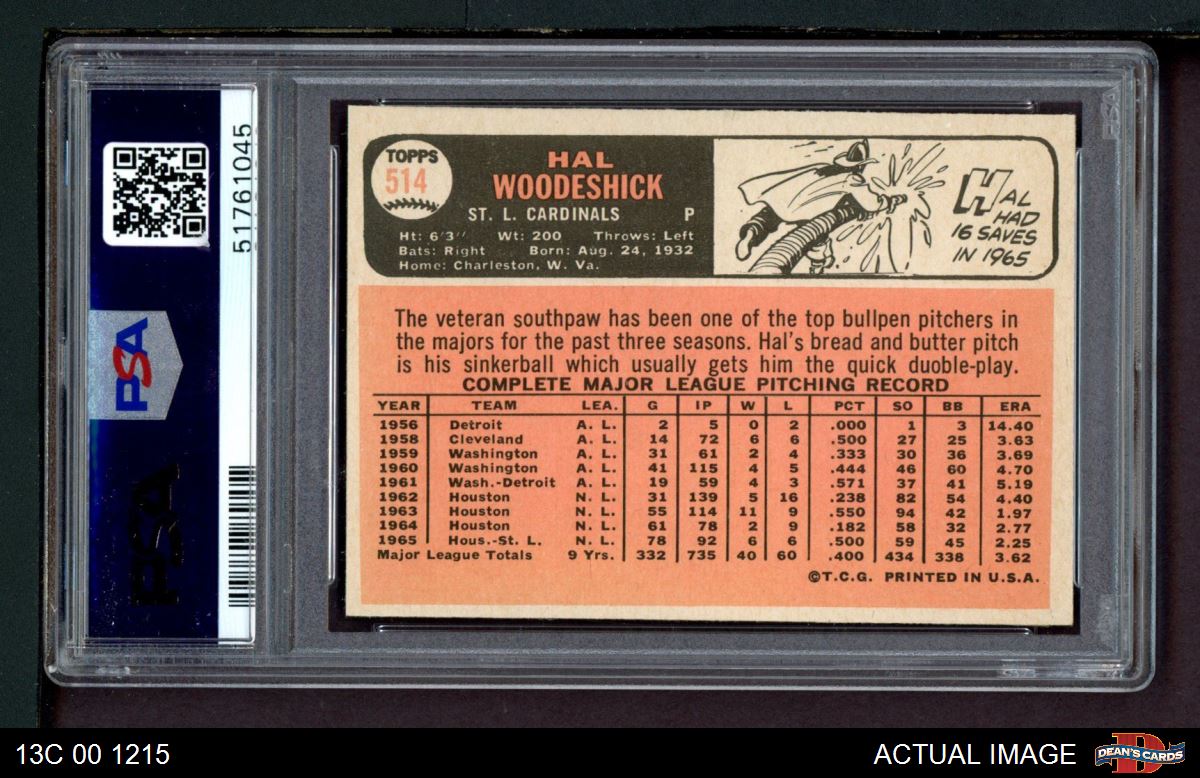 51761045
PSA
PSA
TOPPS
514
HAL
WOODESHICK
ST. L. CARDINALS P
Ht: 6'3" Wt: 200 Throws: Left
Bats: Right Born: Aug. 24, 1932
Home: Charleston, W. Va.
HAL
HAD
16 SAVES
IN 1965
The veteran southpaw has been one of the top bullpen pitchers in
the majors for the past three seasons. Hal's bread and butter pitch
is his sinkerball which usually gets him the quick duoble-play.
COMPLETE MAJOR LEAGUE PITCHING RECORD
YEAR TEAM LEA. G IP W L PCT SO BB ERA
1956 Detroit A. L. 2 5 0 2 .000 1 3 14.40
1958 Cleveland A. L. 14 72 6 6 .500 27 25 3.63
1959 Washington A. L. 31 61 2 4 .333 30 36 3.69
1960 Washington A. L. 41 115 4 5 .444 46 60 4.70
1961 Wash.-Detroit A. L. 19 59 4 3 .571 37 41 5.19
1962 Houston N. L. 31 139 5 16 .238 82 54 4.40
1963 Houston N. L. 55 114 11 9 .550 94 42 1.97
1964 Houston N. L. 61 78 2 9 .182 58 32 2.77
1965 Hous.-St. L. N. L. 78 92 6 6 .500 59 45 2.25
Major League Totals 9 Yrs. 332 735 40 60 .400 434 338 3.62
©T.C.G. PRINTED IN U.S.A.
13C 00 1215
ACTUAL IMAGE
D
DEAN'S CARDS